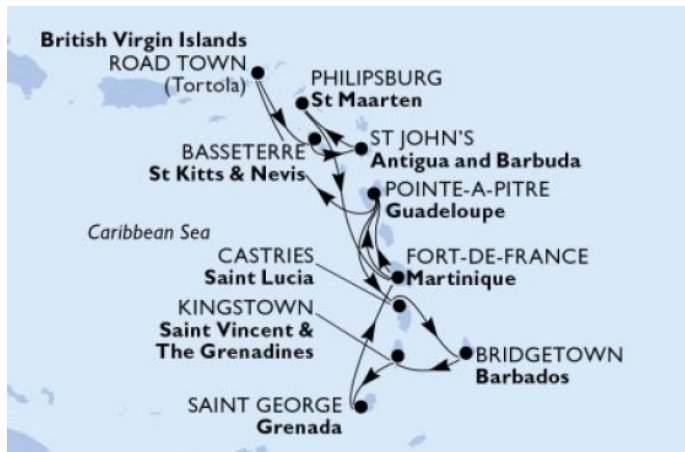 British Virgin Islands
ROAD TOWN
(Tortola)
PHILIPSBURG
St Maarten
BASSETERRE
St Kitts & Nevis
ST JOHN'S
Antigua and Barbuda
POINTE-A-PITRE
Guadeloupe
Caribbean Sea
CASTRIES
Saint Lucia
FORT-DE-FRANCE
Martinique
KINGSTOWN
Saint Vincent &
The Grenadines
BRIDGETOWN
Barbados
SAINT GEORGE
Grenada